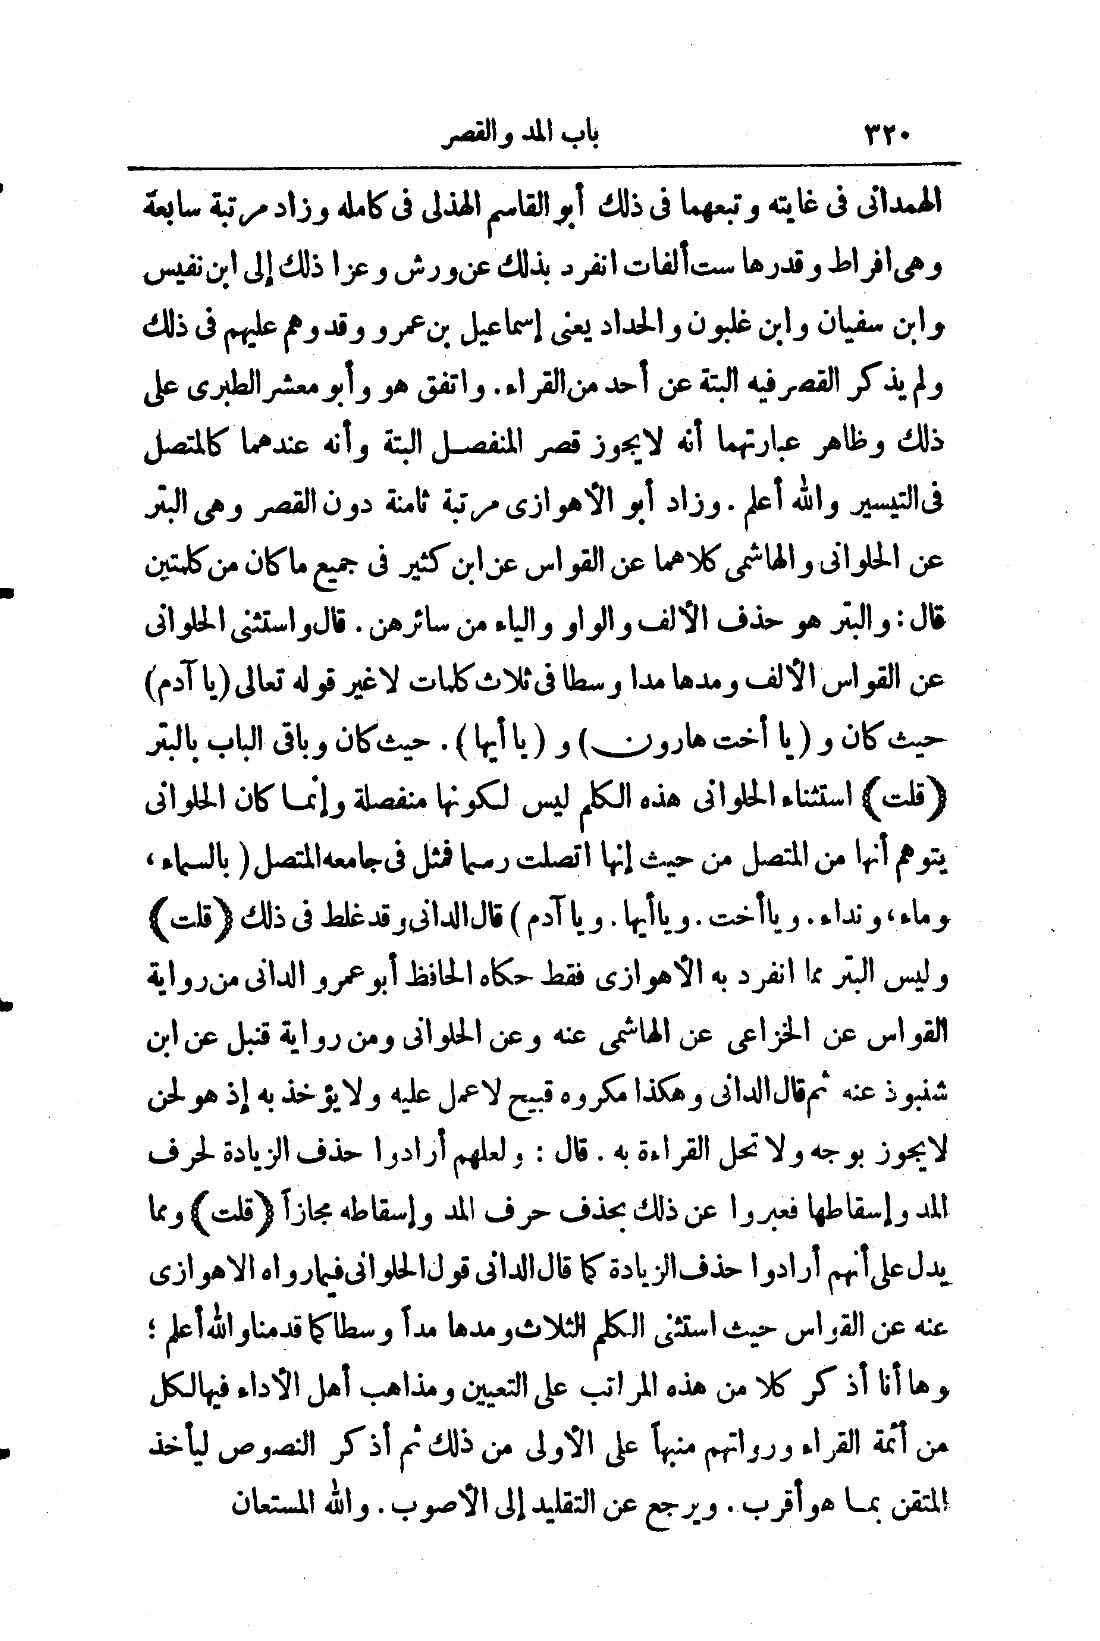 ٣٢٠ باب المد والقصر
الهمدانى فى غايته وتبعهما فى ذلك أبو القاسم الهذلى فى كامله وزاد مرتبة سابعة
وهى افراط وقدرها ست ألفات انفرد بذلك عن ورش وعزا ذلك إلى ابن نفيس
وابن سفيان وابن غلبون والحداد يعنى إسماعيل بن عمرو وقد وهم عليهم فى ذلك
ولم يذكر القصر فيه البتة عن أحد من القراء. واتفق هو وأبو معشر الطبرى على
ذلك وظاهر عبارتهما أنه لا يجوز قصر المنفصل البتة وأنه عندهما كالمتصل
فى التيسير والله أعلم. وزاد أبو الأهوازى مرتبة ثامنة دون القصر وهى البتر
عن الحلوانى والهاشمى كلاهما عن القواس عن ابن كثير فى جميع ما كان من كلمتين
قال: والبتر هو حذف الألف والواو والياء من سائرهن. قال واستثنى الحلوانى
عن القواس الألف ومدها مدا وسطا فى ثلاث كلمات لاغير قوله تعالى (يا آدم)
حيث كان و (يا أخت هارون) و (يا أيها). حيث كان وباقى الباب بالبتر
(قلت) استثناء الحلوانى هذه الكلم ليس لكونها منفصلة وإنما كان الحلوانى
يتوهم أنها من المتصل من حيث إنها اتصلت رسما فمثل فى جامعه المتصل (بالسماء،
وماء، ونداء. ويا أخت. ويا أيها. ويا آدم) قال الدانى وقد غلط فى ذلك (قلت)
وليس البتر مما انفرد به الأهوازى فقط حكاه الحافظ أبو عمرو الدانى من رواية
القواس عن الخزاعى عن الهاشمى عنه وعن الحلوانى ومن رواية قنبل عن ابن
شنبوذ عنه ثم قال الدانى وهكذا مكروه قبيح لا عمل عليه ولا يؤخذ به إذ هو لحن
لا يجوز بوجه ولا تحل القراءة به. قال: ولعلهم أرادوا حذف الزيادة لحرف
المد وإسقاطها فعبروا عن ذلك بحذف حرف المد وإسقاطه مجازاً (قلت) ومما
يدل على أنهم أرادوا حذف الزيادة كما قال الدانى قول الحلوانى فيما رواه الاهوازى
عنه عن القواس حيث استثنى الكلم الثلاث ومدها مداً وسطا كما قدمنا والله أعلم؛
وها أنا أذكر كلا من هذه المراتب على التعيين ومذاهب أهل الأداء فيها لكل
من أئمة القراء ورواتهم منبهاً على الأولى من ذلك ثم أذكر النصوص ليأخذ
المتقن بما هو أقرب. ويرجع عن التقليد إلى الأصوب. والله المستعان